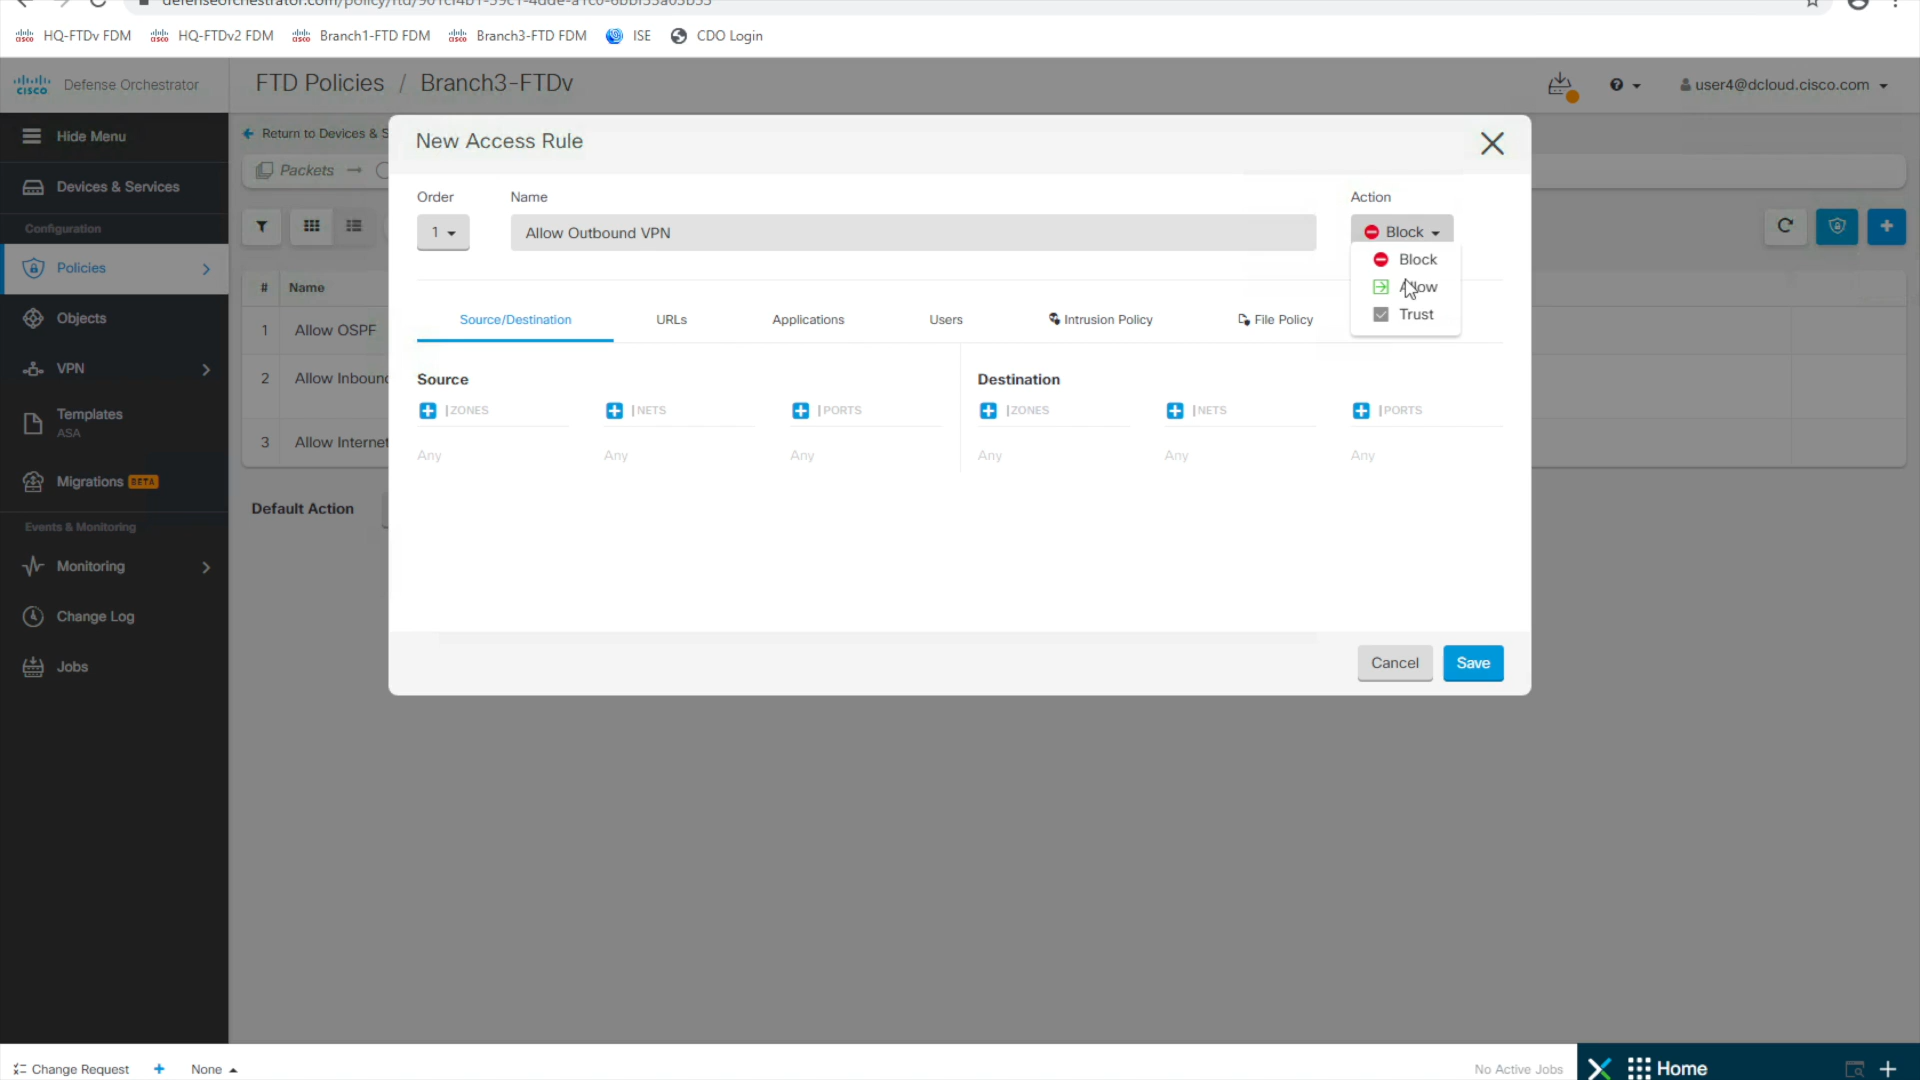 HQ-FTDv FDM
HQ-FTDv2 FDM
Branch1-FTD FDM
Branch3-FTD FDM
ISE
CDO Login
CISCO
Defense Orchestrator
FTD Policies / Branch3-FTDv
user4@dcloud.cisco.com
Hide Menu
Devices & Services
Configuration
Policies
Objects
VPN
Templates
ASA
Migrations BETA
Events & Monitoring
Monitoring
Change Log
Jobs
Return to Devices & S
Packets
# Name
1 Allow OSPF
2 Allow Inboun
3 Allow Internet
Default Action
New Access Rule
Order Name Action
1 Allow Outbound VPN Block
Block
Allow
Trust
Source/Destination URLs Applications Users Intrusion Policy File Policy
Source Destination
ZONES NETS PORTS ZONES NETS PORTS
Any Any Any Any Any Any
Cancel Save
Change Request + None
No Active Jobs
Home